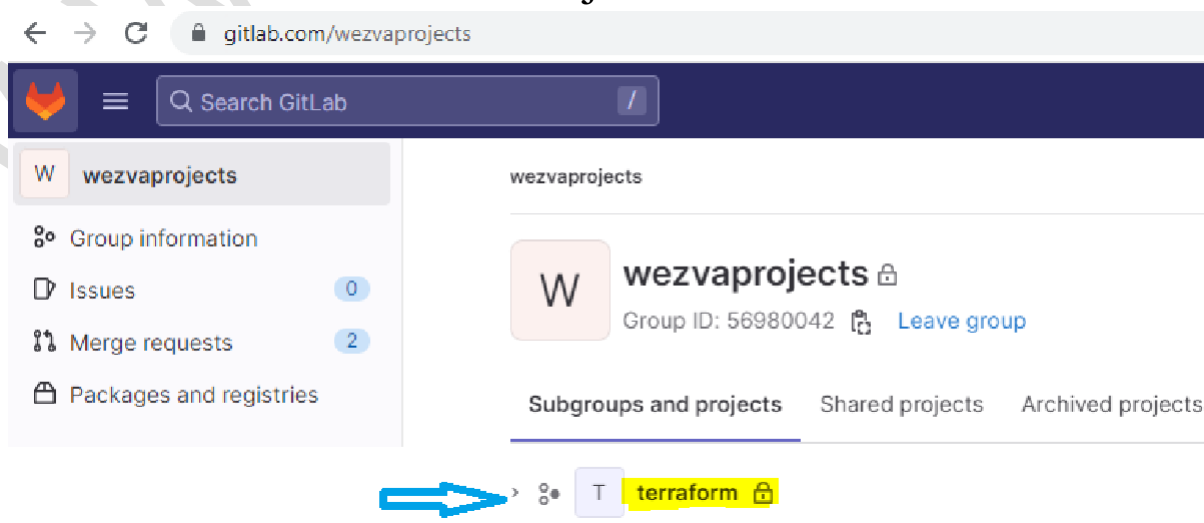 gitlab.com/wezvaprojects
Search GitLab /
W wezvaprojects
wezvaprojects
Group information
Issues 0
Merge requests 2
Packages and registries
W
wezvaprojects
Group ID: 56980042 Leave group
Subgroups and projects Shared projects Archived projects
T terraform